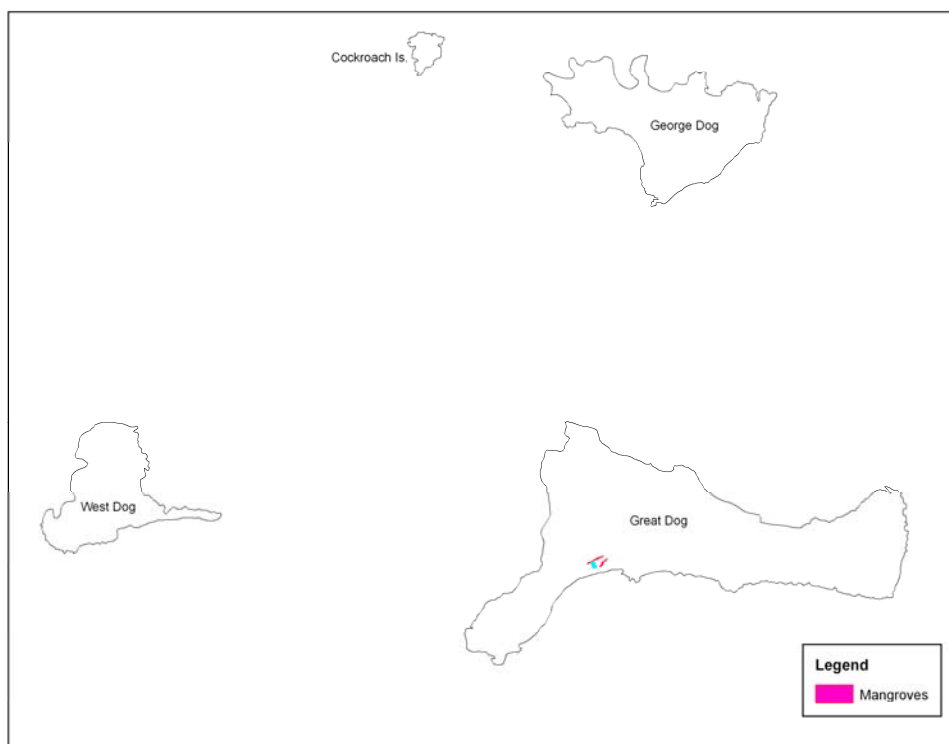 Cockroach Is.
George Dog
West Dog
Great Dog
Legend
Mangroves